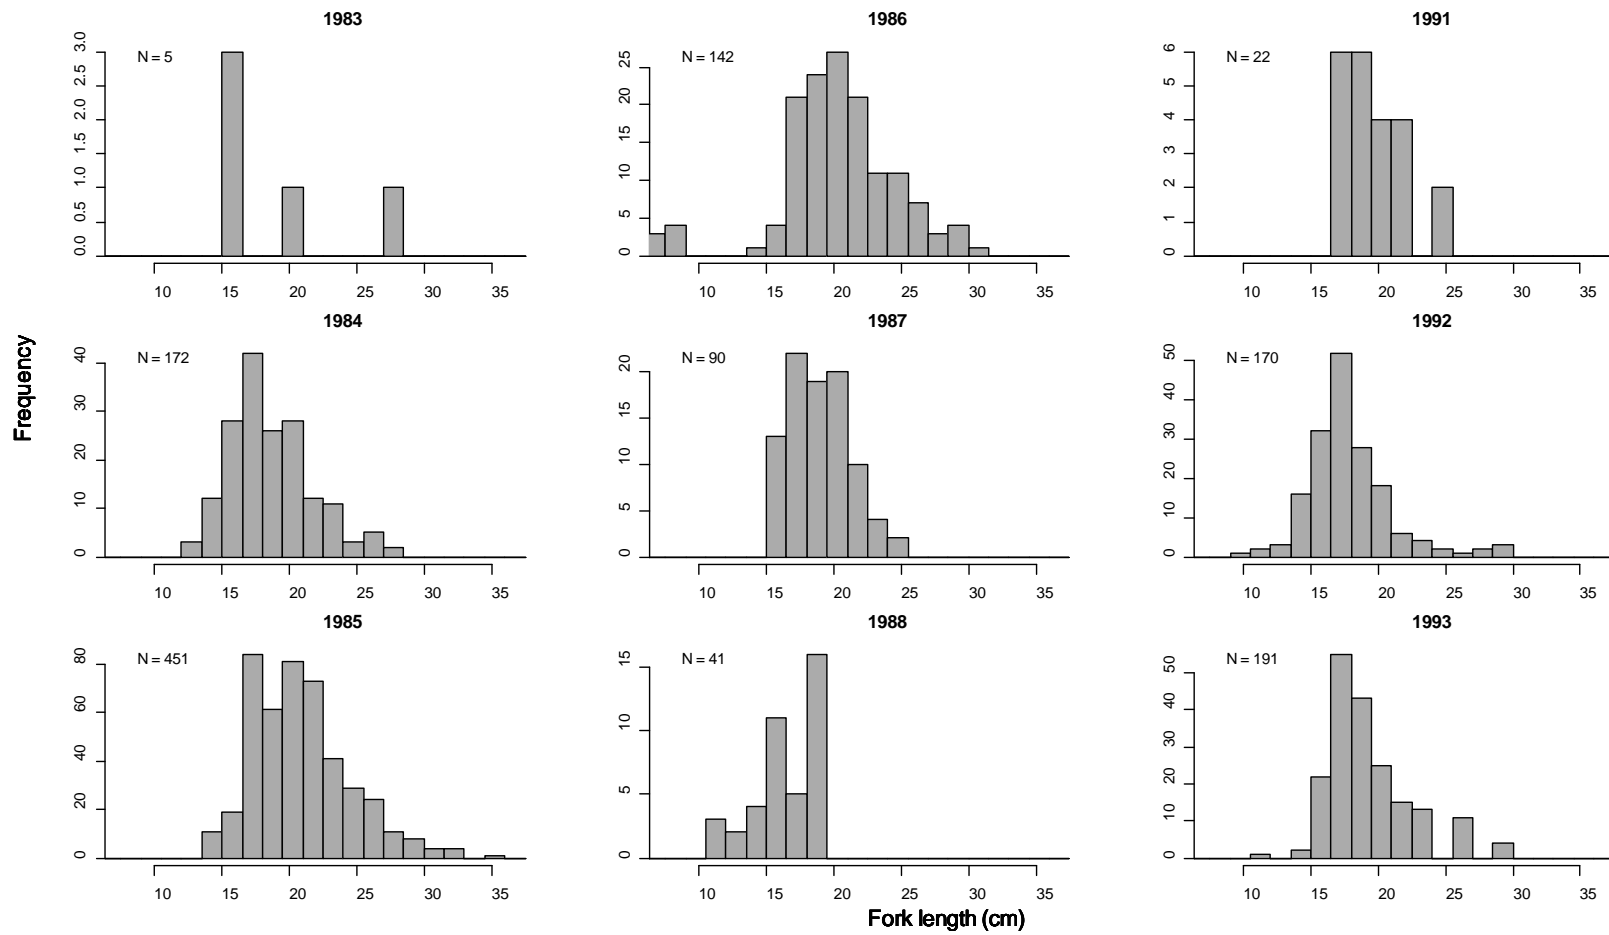 1983
N = 5
0.0 0.5 1.0 1.5 2.0 2.5 3.0
10 15 20 25 30 35
1986
N = 142
0 5 10 15 20 25
10 15 20 25 30 35
1991
N = 22
0 1 2 3 4 5 6
10 15 20 25 30 35
Frequency
1984
N = 172
0 10 20 30 40
10 15 20 25 30 35
1987
N = 90
0 5 10 15 20
10 15 20 25 30 35
1992
N = 170
0 10 20 30 40 50
10 15 20 25 30 35
1985
N = 451
0 20 40 60 80
10 15 20 25 30 35
1988
N = 41
0 5 10 15
10 15 20 25 30 35
1993
N = 191
0 10 20 30 40 50
10 15 20 25 30 35
Fork length (cm)